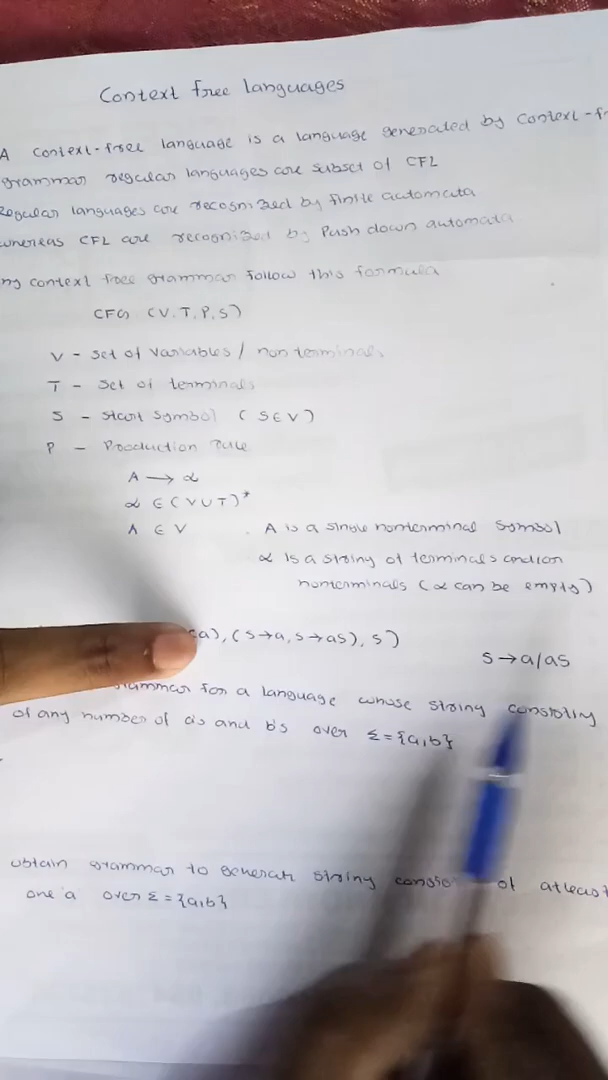 Context free languages
A context-free language is a language generated by context-f
grammar regular languages are subset of CFL
Regular languages are recognized by finite automata
whereas CFL are recognized by Push down automata
ny context free grammar follow this formula
CFG (V.T.P.S)
V - set of variables / non terminals
T - set of terminals
S - start symbol (S∈V)
P - Production rule
A → α
α ∈ (V∪T)*
A ∈ V
A is a single nonterminal symbol
α is a string of terminals and/or
nonterminals (α can be empty)
a), (S→a, S→aS), S)
S→a/aS
grammar for a language whose string consisting
of any number of a's and b's over Σ={a,b}
obtain grammar to generate string of atleast
one a over Σ={a,b}